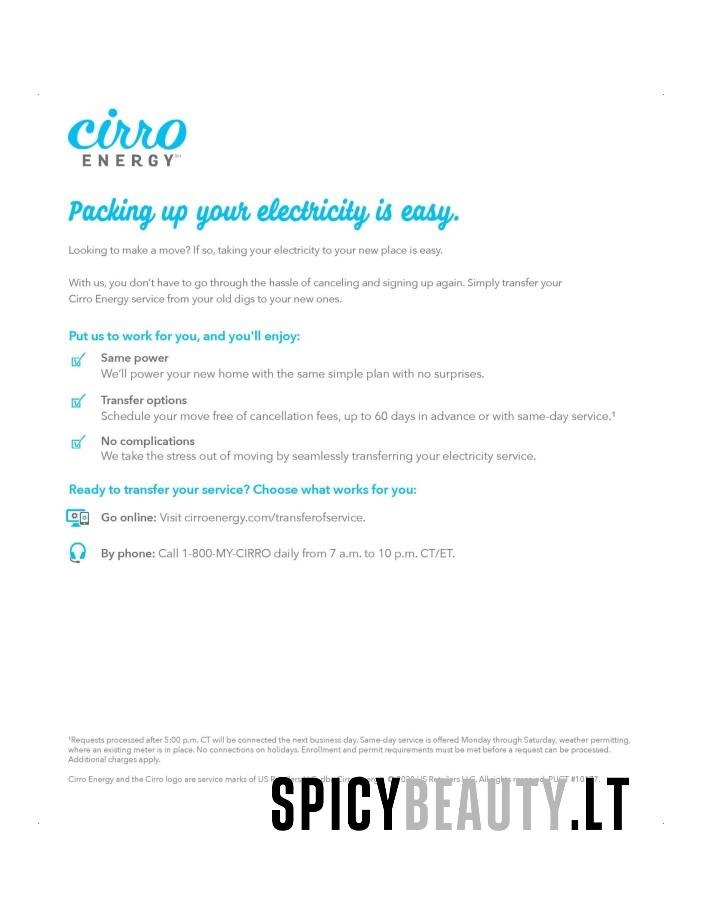 cirro
ENERGY℠
Packing up your electricity is easy.
Looking to make a move? If so, taking your electricity to your new place is easy.
With us, you don't have to go through the hassle of canceling and signing up again. Simply transfer your
Cirro Energy service from your old digs to your new ones.
Put us to work for you, and you'll enjoy:
Same power
We'll power your new home with the same simple plan with no surprises.
Transfer options
Schedule your move free of cancellation fees, up to 60 days in advance or with same-day service.¹
No complications
We take the stress out of moving by seamlessly transferring your electricity service.
Ready to transfer your service? Choose what works for you:
Go online: Visit cirroenergy.com/transferofservice.
By phone: Call 1-800-MY-CIRRO daily from 7 a.m. to 10 p.m. CT/ET.
¹Requests processed after 5:00 p.m. CT will be connected the next business day. Same-day service is offered Monday through Saturday, weather permitting,
where an existing meter is in place. No connections on holidays. Enrollment and permit requirements must be met before a request can be processed.
Additional charges apply.
Cirro Energy and the Cirro logo are service marks of US Retailers LLC dba Cirro Energy. © US Retailers LLC. All rights reserved. PUCT
SPICYBEAUTY.LT